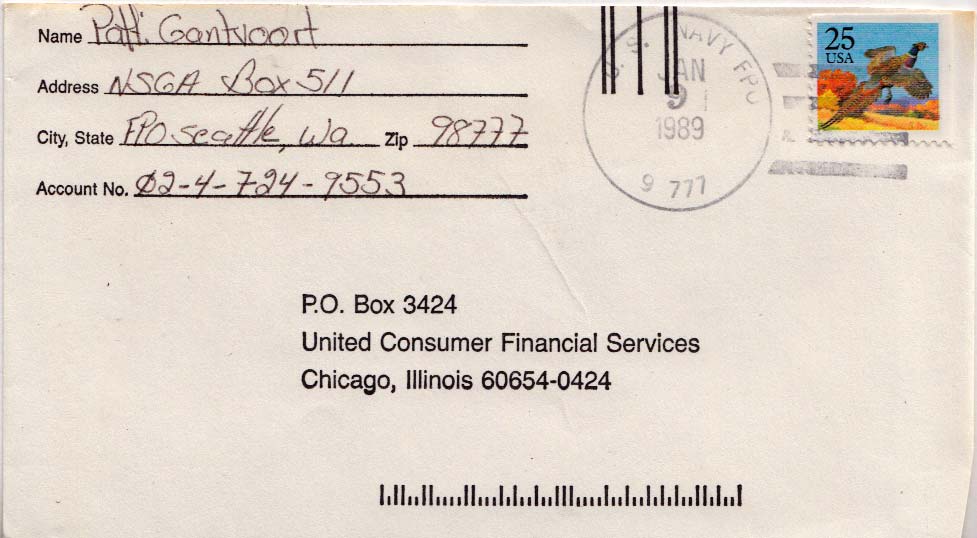 Name Patti Gantvoort
Address NSGA Box 511
City, State FPO Seattle, Wa. Zip 98777
Account No. 02-4-724-9553
U. S. NAVY FPO
JAN
9
1989
9 777
25
USA
P.O. Box 3424
United Consumer Financial Services
Chicago, Illinois 60654-0424